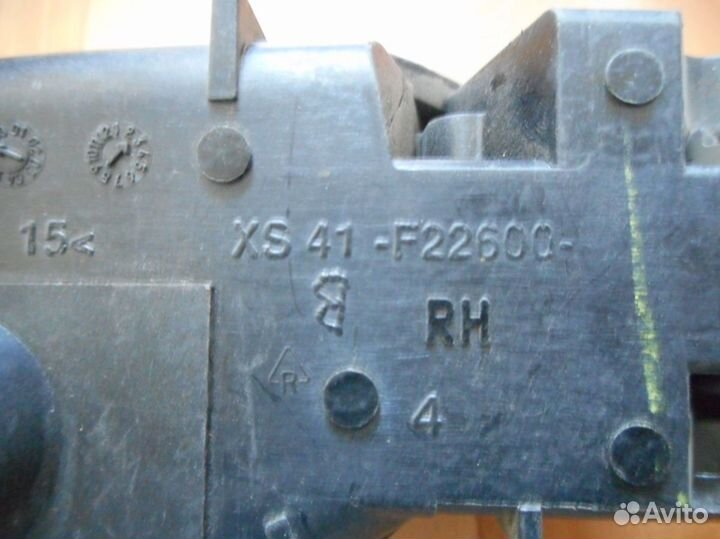 15<
XS 41 -F22600-
B
RH
R
4
Avito